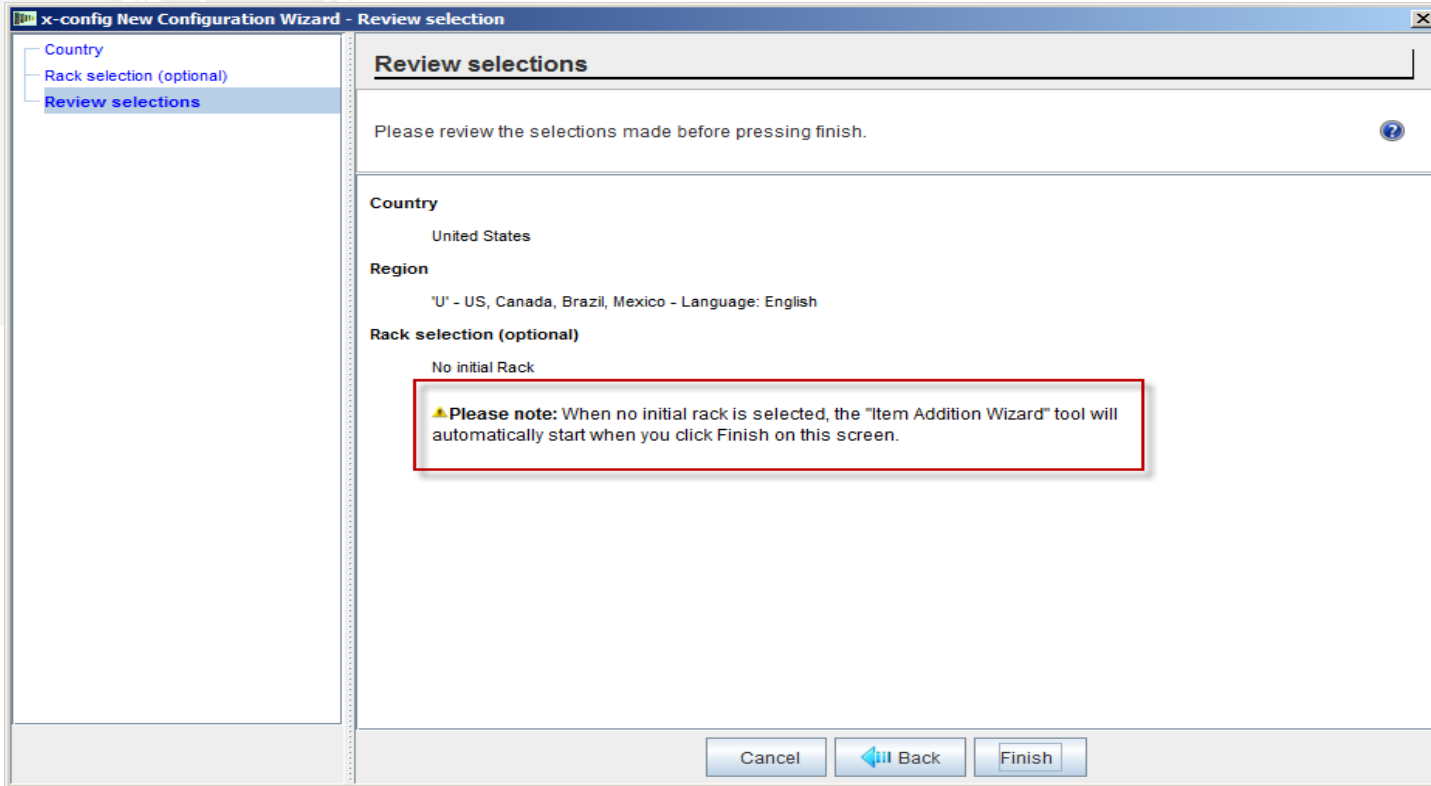 x-config New Configuration Wizard - Review selection
Country
Rack selection (optional)
Review selections
Review selections
Please review the selections made before pressing finish.
?
Country
United States
Region
'U' - US, Canada, Brazil, Mexico - Language: English
Rack selection (optional)
No initial Rack
Please note: When no initial rack is selected, the "Item Addition Wizard" tool will
automatically start when you click Finish on this screen.
Cancel
Back
Finish